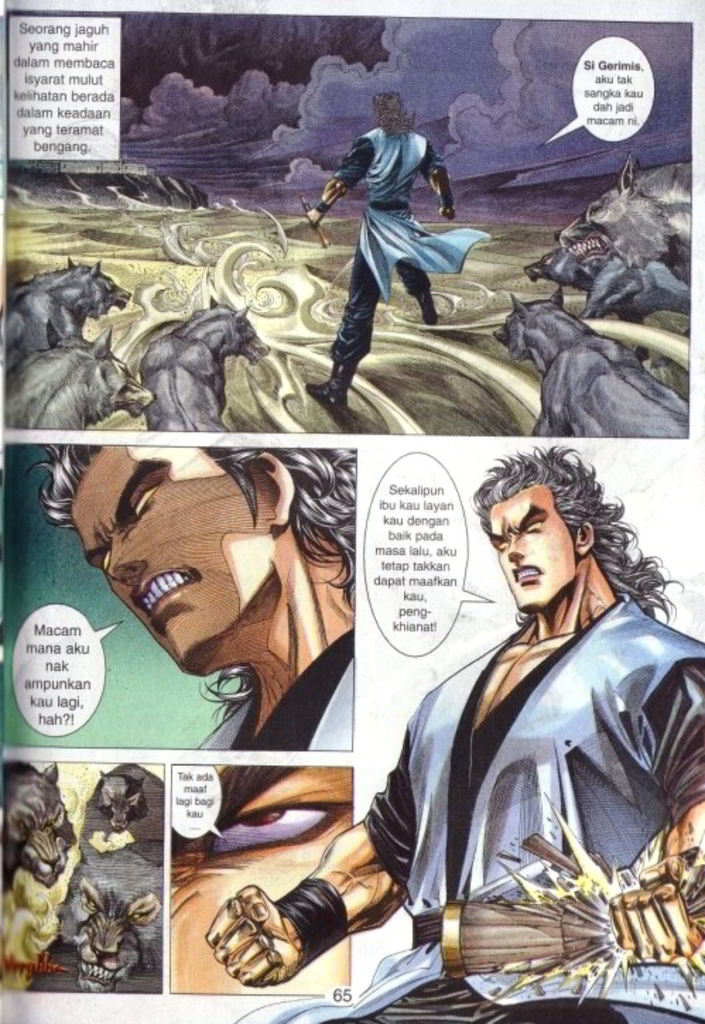 Seorang jaguh
yang mahir
dalam membaca
isyarat mulut
kelihatan berada
dalam keadaan
yang teramat
bengang.
Si Gerimis,
aku tak
sangka kau
dah jadi
macam ni.
Macam
mana aku
nak
ampunkan
kau lagi,
hah?!
Sekalipun
ibu kau layan
kau dengan
baik pada
masa lalu, aku
tetap takkan
dapat maafkan
kau,
peng-
khianat!
Tak ada
maaf
lagi bagi
kau
......
65